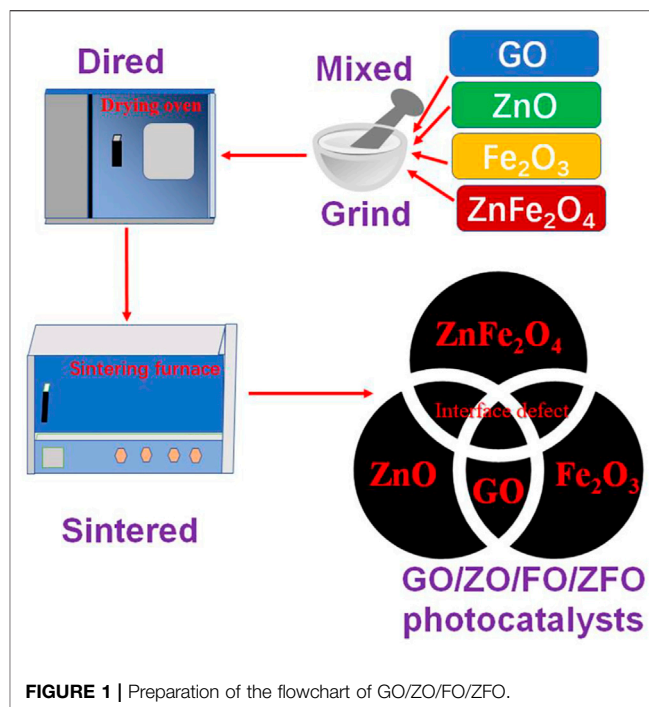 Dired
Drying oven
Mixed
Grind
GO
ZnO
Fe₂O₃
ZnFe₂O₄
Sintering furnace
Sintered
ZnFe₂O₄
Interface defect
ZnO
GO
Fe₂O₃
GO/ZO/FO/ZFO
photocatalysts
FIGURE 1 | Preparation of the flowchart of GO/ZO/FO/ZFO.